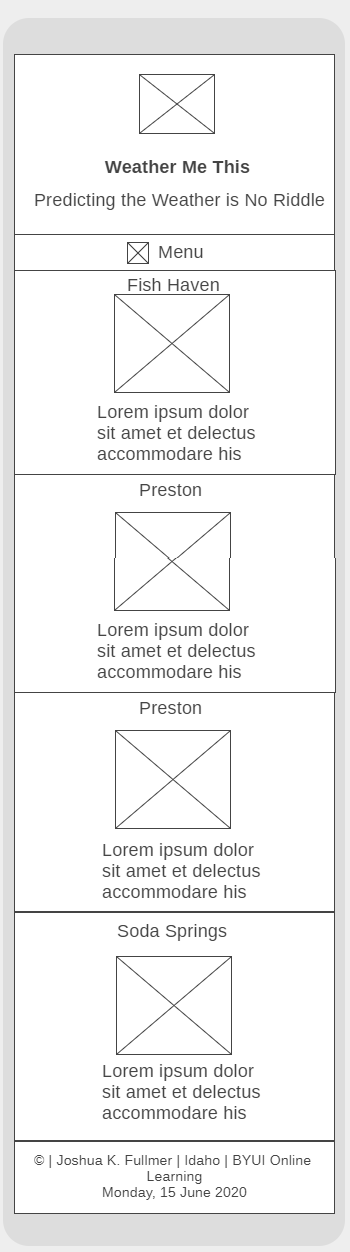 Weather Me This
Predicting the Weather is No Riddle
Menu
Fish Haven
Lorem ipsum dolor
sit amet et delectus
accommodare his
Preston
Lorem ipsum dolor
sit amet et delectus
accommodare his
Preston
Lorem ipsum dolor
sit amet et delectus
accommodare his
Soda Springs
Lorem ipsum dolor
sit amet et delectus
accommodare his
© | Joshua K. Fullmer | Idaho | BYUI Online
Learning
Monday, 15 June 2020